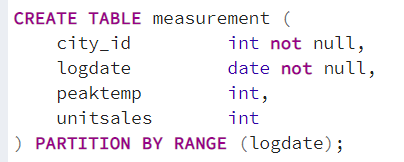 CREATE TABLE measurement (
    city_id         int not null,
    logdate         date not null,
    peaktemp        int,
    unitsales       int
) PARTITION BY RANGE (logdate);